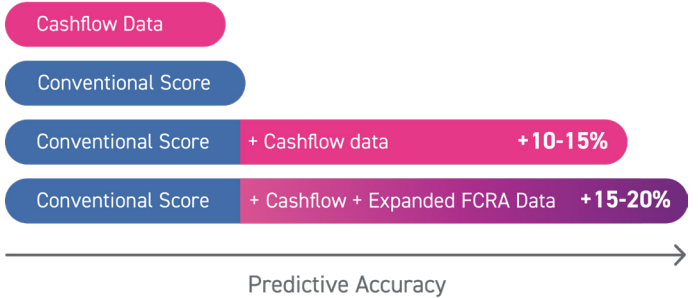 Cashflow Data
Conventional Score
Conventional Score + Cashflow data +10-15%
Conventional Score + Cashflow + Expanded FCRA Data +15-20%
Predictive Accuracy